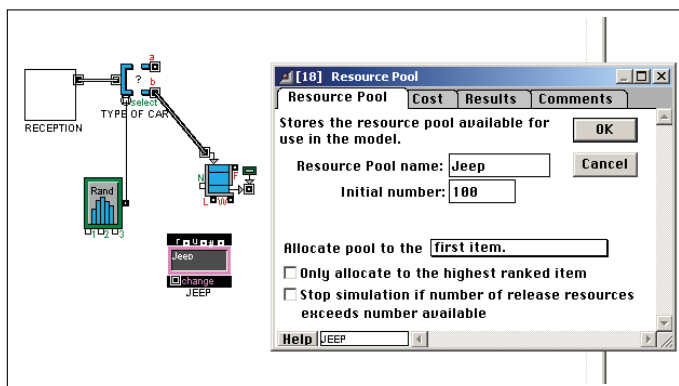 a
?
b
select
RECEPTION
TYPE OF CAR
N
F
L W
Rand
1 2 3
Jeep
change
JEEP
[18] Resource Pool
Resource Pool Cost Results Comments
Stores the resource pool available for
use in the model.
OK
Cancel
Resource Pool name: Jeep
Initial number: 100
Allocate pool to the first item.
Only allocate to the highest ranked item
Stop simulation if number of release resources
exceeds number available
Help JEEP